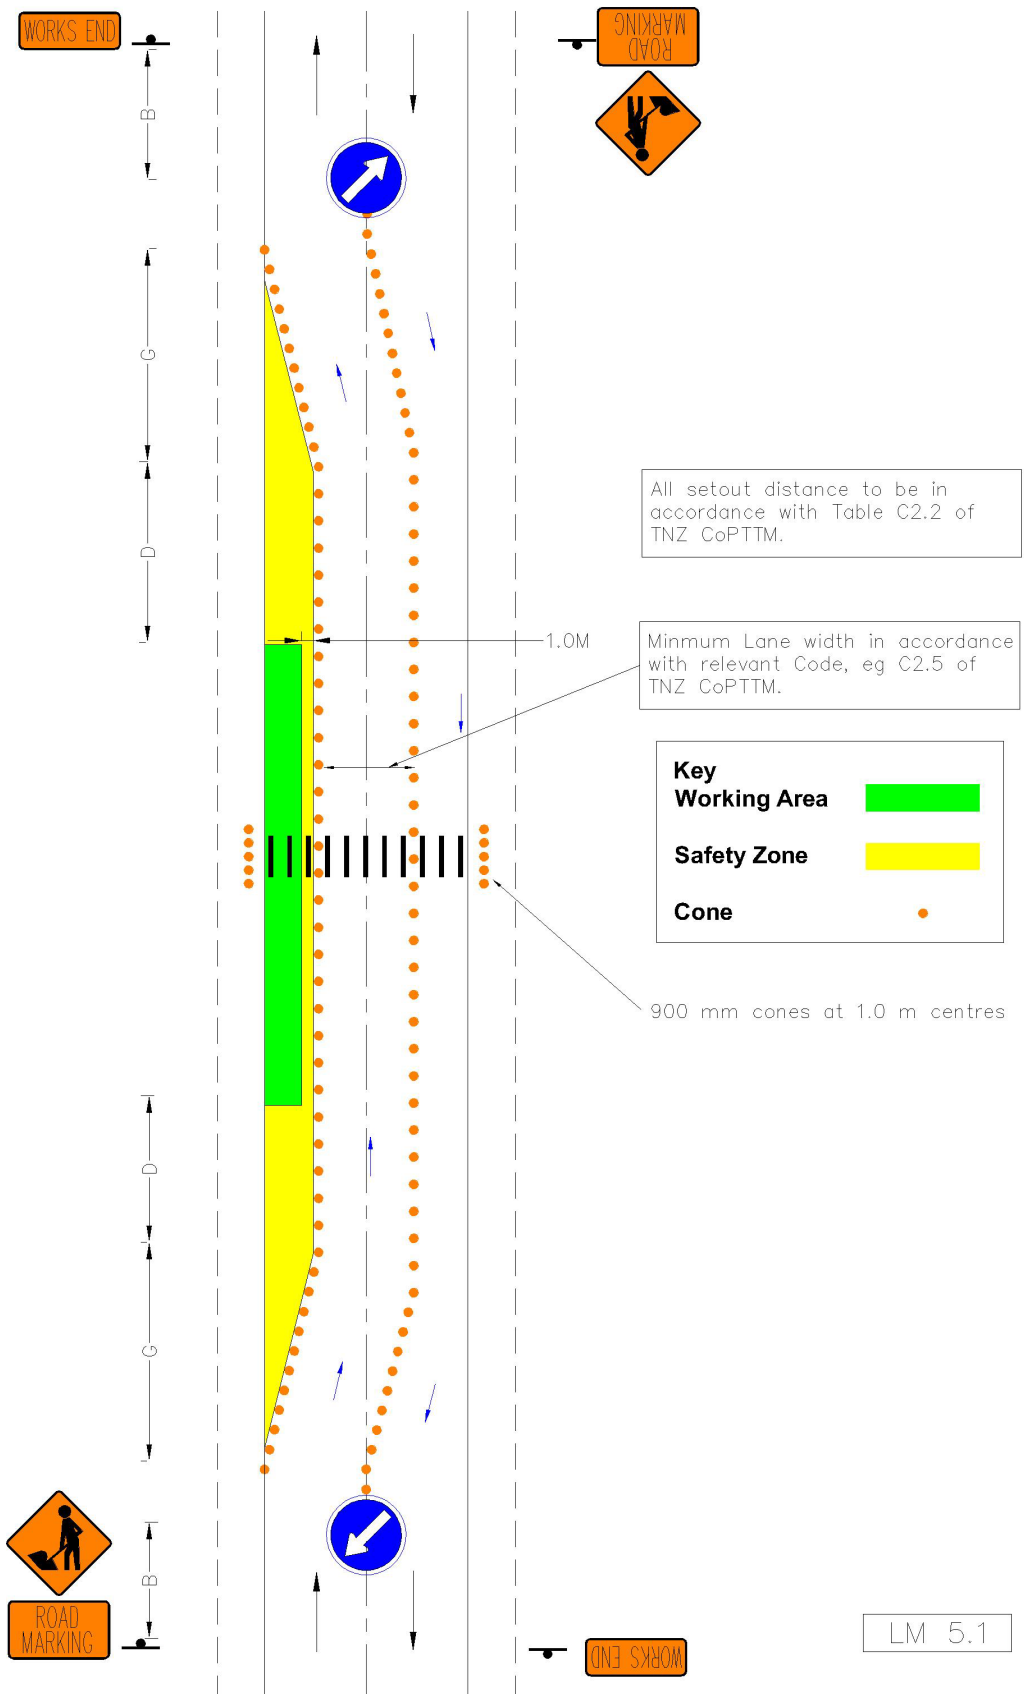 WORKS END
ROAD
MARKING
B
G
D
All setout distance to be in
accordance with Table C2.2 of
TNZ CoPTTM.
1.0M
Minmum Lane width in accordance
with relevant Code, eg C2.5 of
TNZ CoPTTM.
Key
Working Area
Safety Zone
Cone
900 mm cones at 1.0 m centres
D
G
B
ROAD
MARKING
WORKS END
LM 5.1